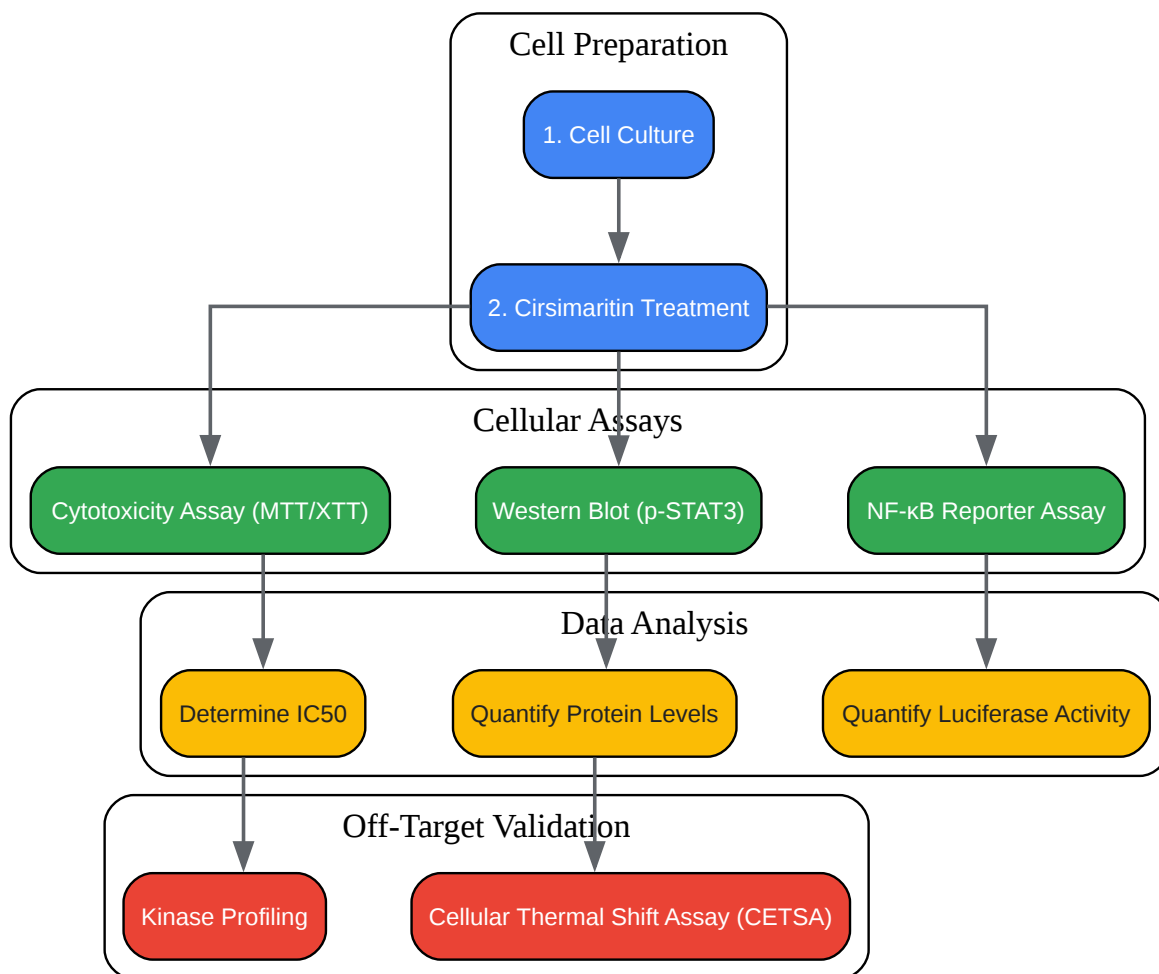 Cell Preparation
1. Cell Culture
2. Cirsimaritin Treatment
Cellular Assays
Cytotoxicity Assay (MTT/XTT)
Western Blot (p-STAT3)
NF-κB Reporter Assay
Data Analysis
Determine IC50
Quantify Protein Levels
Quantify Luciferase Activity
Off-Target Validation
Kinase Profiling
Cellular Thermal Shift Assay (CETSA)